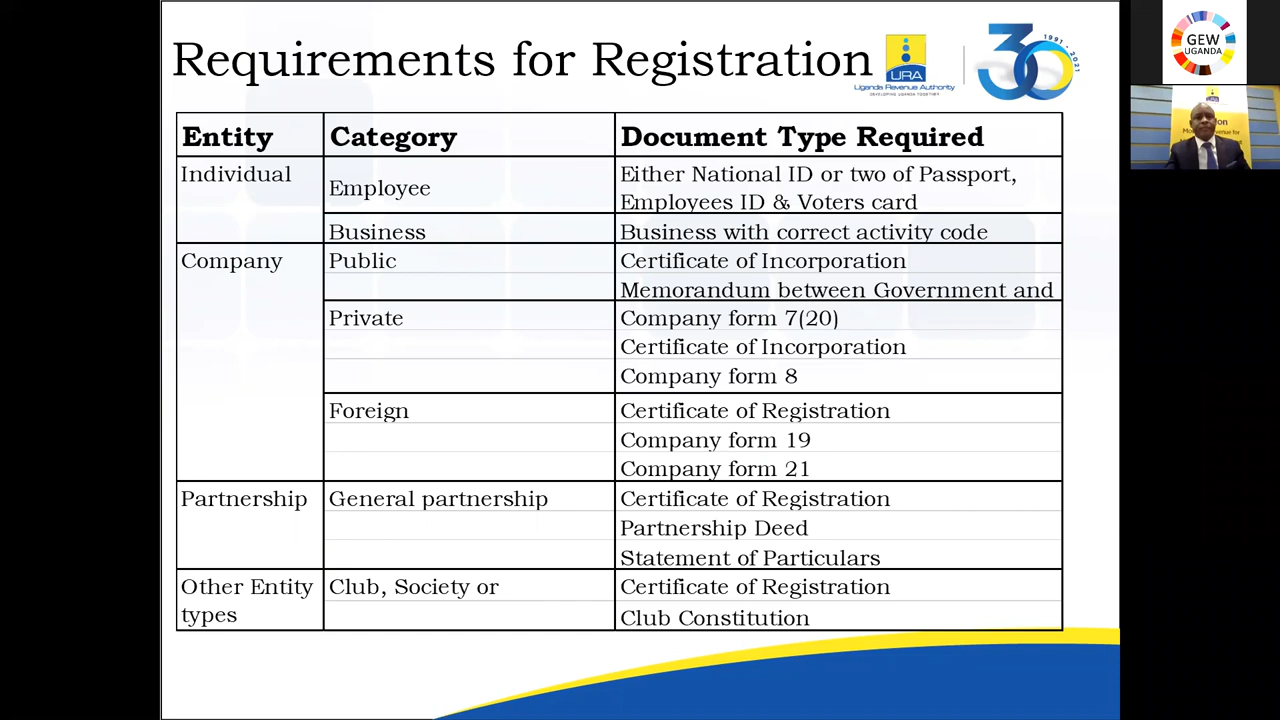 Requirements for Registration
URA
Uganda Revenue Authority
DEVELOPING UGANDA TOGETHER
30
1991 - 2021
GEW
UGANDA
Entity Category Document Type Required
Individual Employee Either National ID or two of Passport,
Employees ID & Voters card
Business Business with correct activity code
Company Public Certificate of Incorporation
Memorandum between Government and
Private Company form 7(20)
Certificate of Incorporation
Company form 8
Foreign Certificate of Registration
Company form 19
Company form 21
Partnership General partnership Certificate of Registration
Partnership Deed
Statement of Particulars
Other Entity Club, Society or Certificate of Registration
types Club Constitution